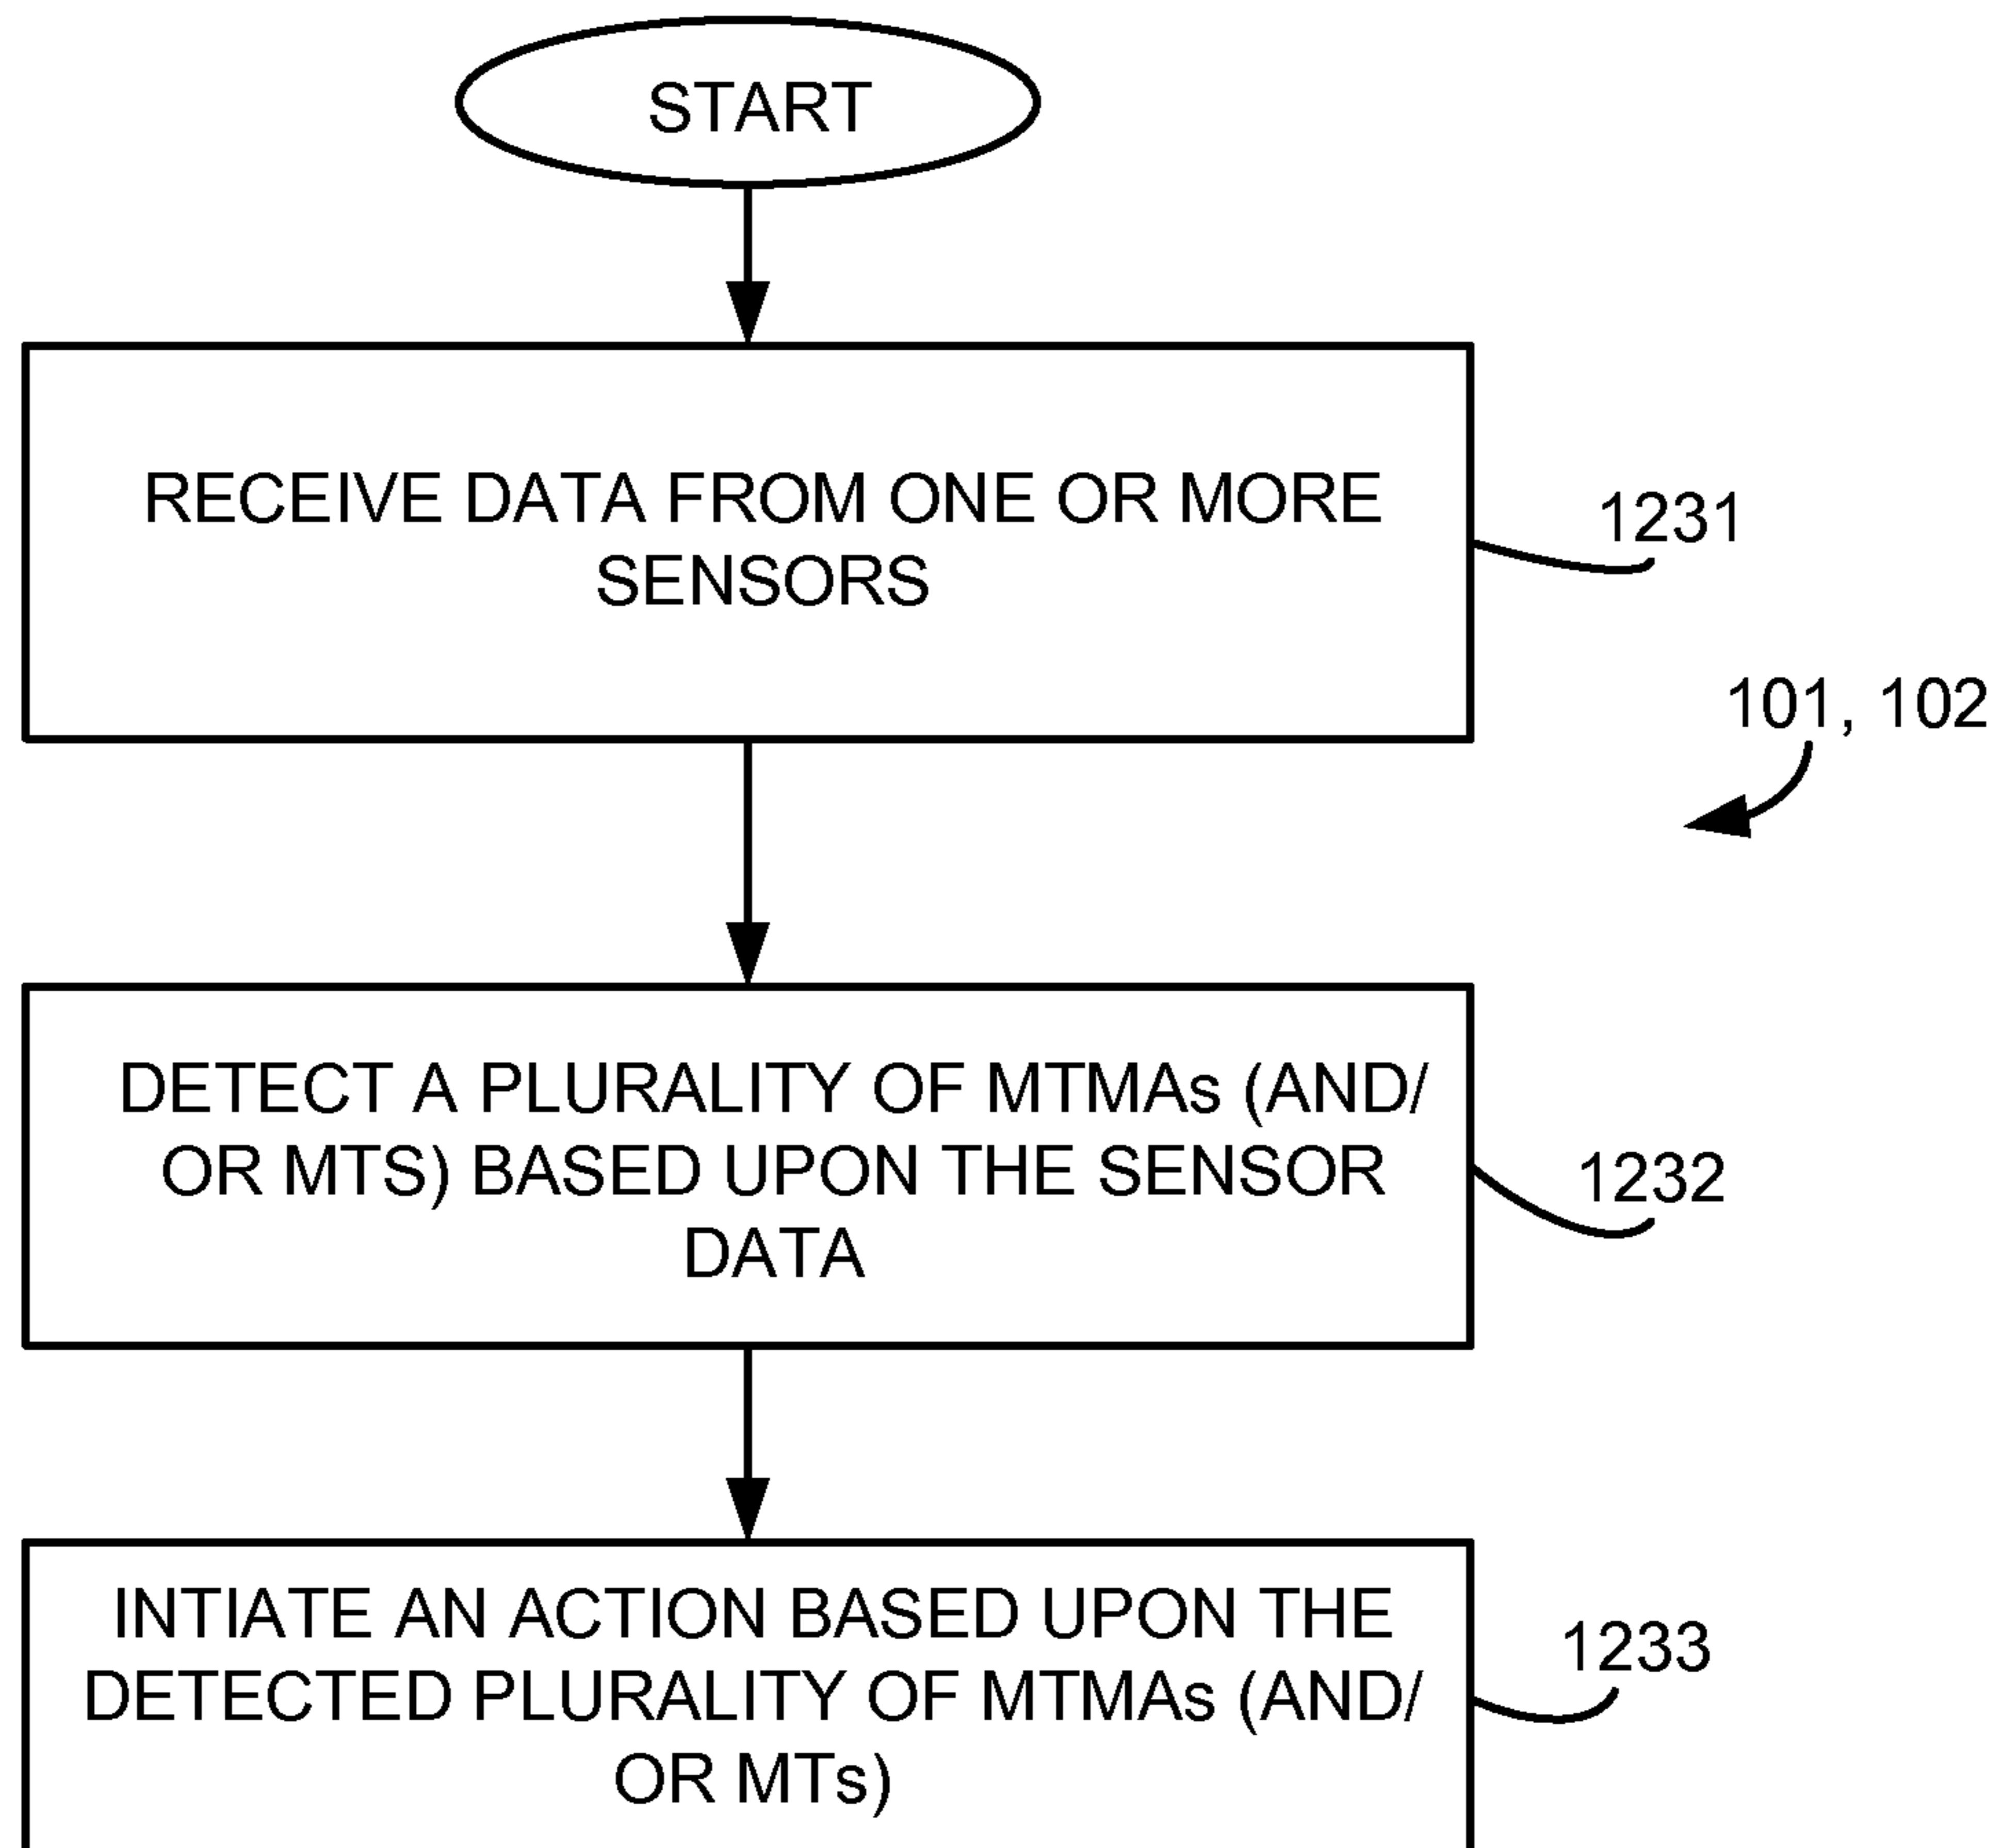 START
RECEIVE DATA FROM ONE OR MORE
SENSORS
1231
101, 102
DETECT A PLURALITY OF MTMAs (AND/
OR MTS) BASED UPON THE SENSOR
DATA
1232
INTIATE AN ACTION BASED UPON THE
DETECTED PLURALITY OF MTMAs (AND/
OR MTs)
1233